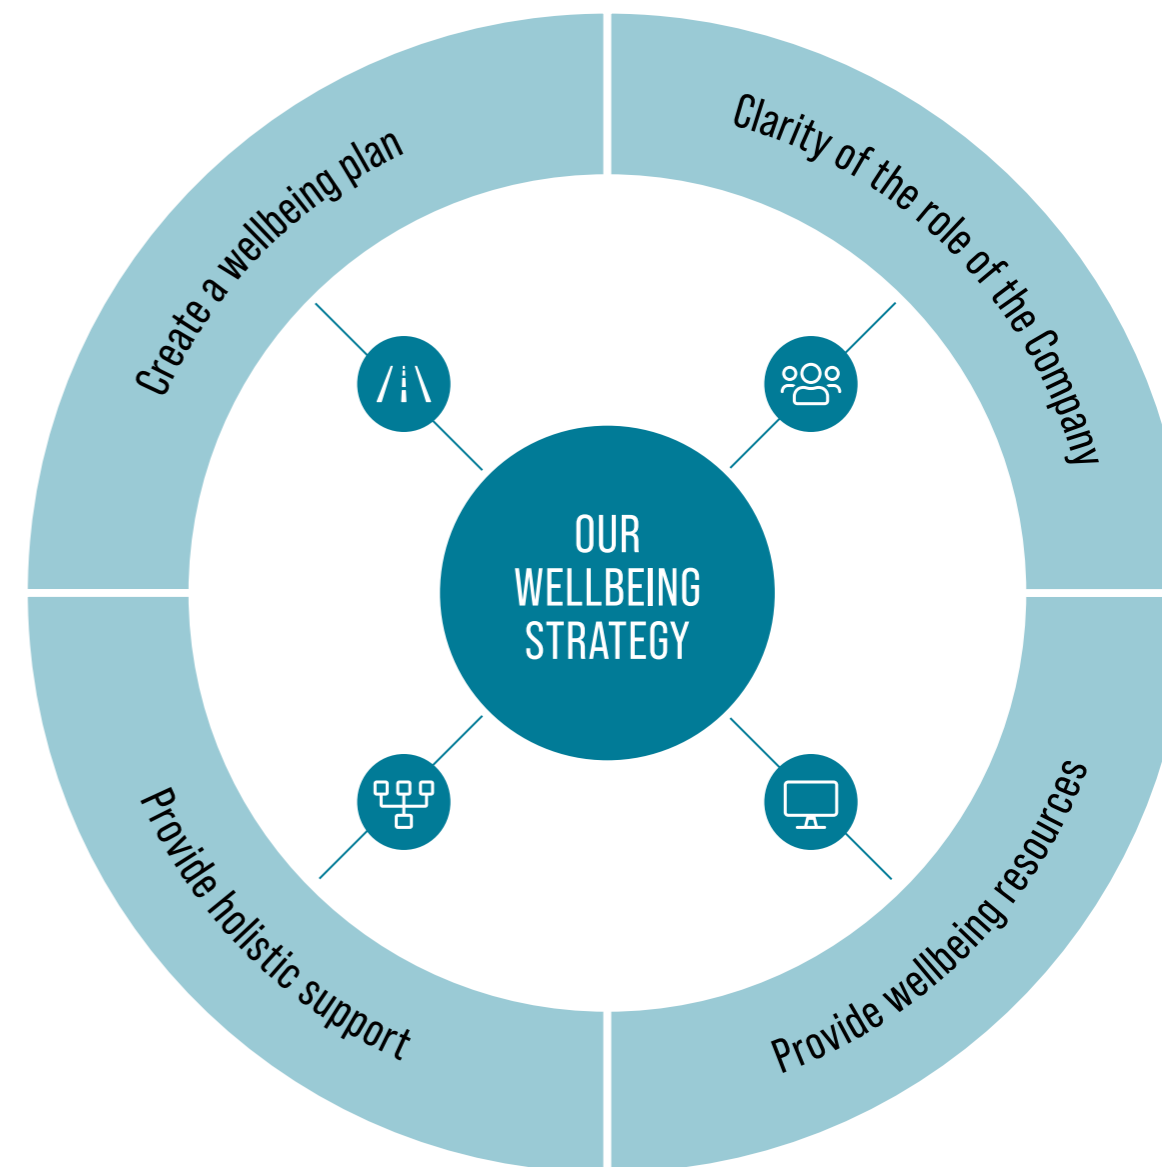 Create a wellbeing plan
Clarity of the role of the Company
OUR
WELLBEING
STRATEGY
Provide holistic support
Provide wellbeing resources